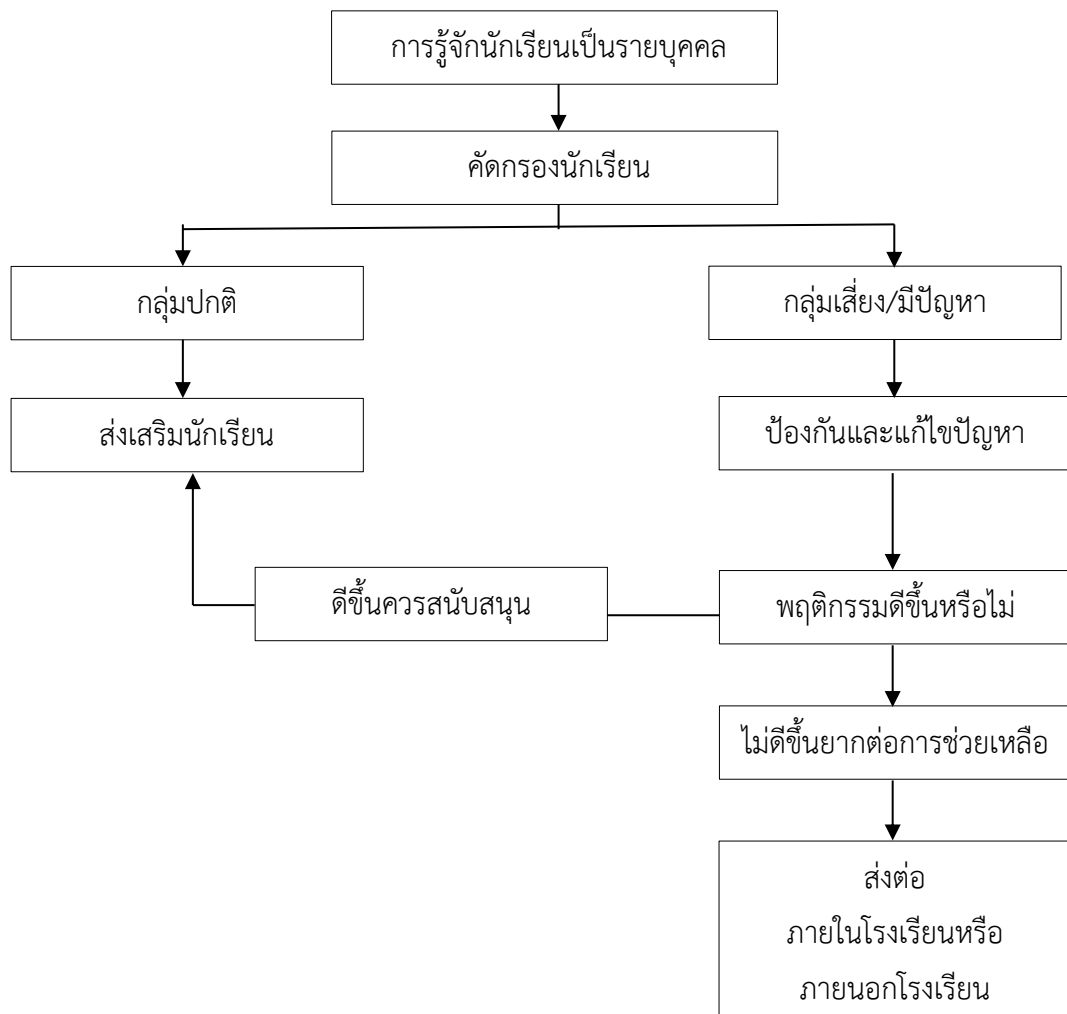 การรู้จักนักเรียนเป็นรายบุคคล
คัดกรองนักเรียน
กลุ่มปกติ
กลุ่มเสี่ยง/มีปัญหา
ส่งเสริมนักเรียน
ป้องกันและแก้ไขปัญหา
ดีขึ้นควรสนับสนุน
พฤติกรรมดีขึ้นหรือไม่
ไม่ดีขึ้นยากต่อการช่วยเหลือ
ส่งต่อ
ภายในโรงเรียนหรือ
ภายนอกโรงเรียน